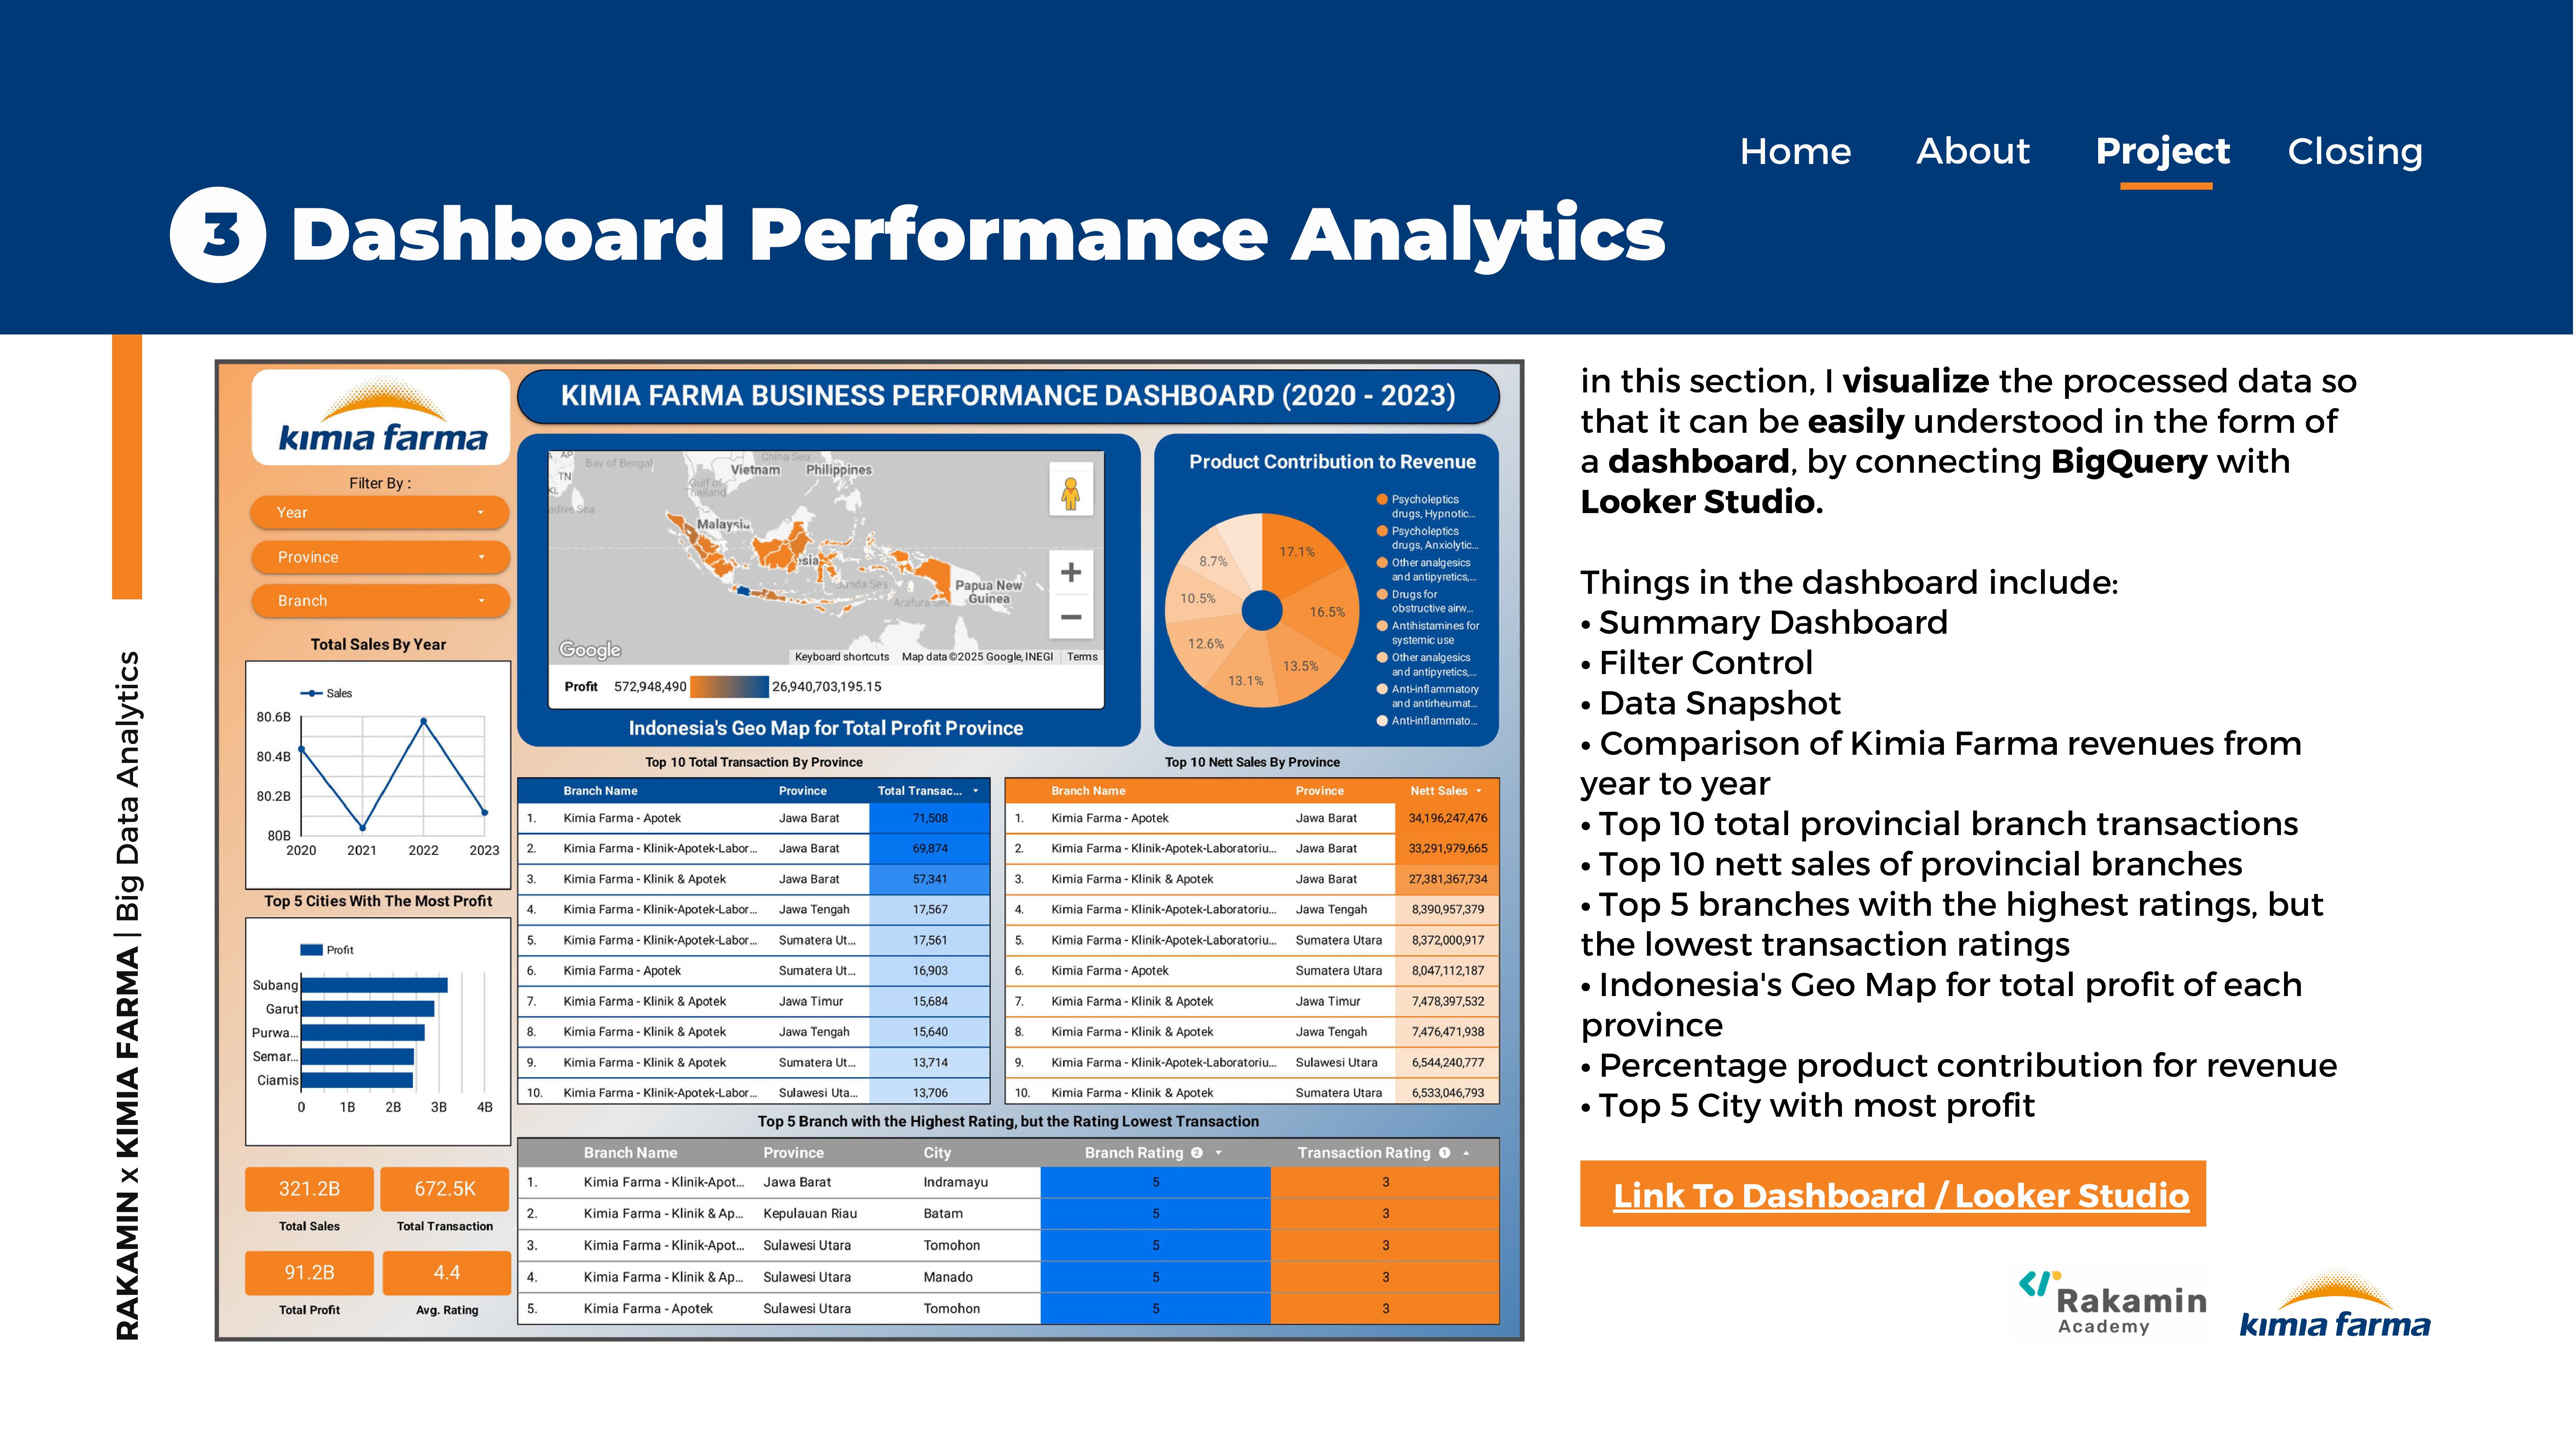 Home About Project Closing
3 Dashboard Performance Analytics
RAKAMIN x KIMIA FARMA | Big Data Analytics
kimia farma
Filter By :
Year
Province
Branch
Total Sales By Year
Sales
80.6B
80.4B
80.2B
80B
2020 2021 2022 2023
Top 5 Cities With The Most Profit
Profit
Subang
Garut
Purwa...
Semar...
Ciamis
0 1B 2B 3B 4B
321.2B
Total Sales
672.5K
Total Transaction
91.2B
Total Profit
4.4
Avg. Rating
KIMIA FARMA BUSINESS PERFORMANCE DASHBOARD (2020 - 2023)
AP
Bay of Bengal
China Sea
TN
Vietnam Philippines
KL
Gulf of
Thailand
adive Sea
Malaysia
esia
Papua New
Guinea
Arafura Sea
Google
Keyboard shortcuts Map data ©2025 Google, INEGI Terms
Profit 572,948,490 26,940,703,195.15
Indonesia's Geo Map for Total Profit Province
Product Contribution to Revenue
17.1%
16.5%
13.5%
13.1%
12.6%
10.5%
8.7%
Psycholeptics
drugs, Hypnotic...
Psycholeptics
drugs, Anxiolytic...
Other analgesics
and antipyretics,...
Drugs for
obstructive airw...
Antihistamines for
systemic use
Other analgesics
and antipyretics,...
Anti-inflammatory
and antirheumat...
Anti-inflammato...
Top 10 Total Transaction By Province
Branch Name Province Total Transac...
1. Kimia Farma - Apotek Jawa Barat 71,508
2. Kimia Farma - Klinik-Apotek-Labor... Jawa Barat 69,874
3. Kimia Farma - Klinik & Apotek Jawa Barat 57,341
4. Kimia Farma - Klinik-Apotek-Labor... Jawa Tengah 17,567
5. Kimia Farma - Klinik-Apotek-Labor... Sumatera Ut... 17,561
6. Kimia Farma - Apotek Sumatera Ut... 16,903
7. Kimia Farma - Klinik & Apotek Jawa Timur 15,684
8. Kimia Farma - Klinik & Apotek Jawa Tengah 15,640
9. Kimia Farma - Klinik & Apotek Sumatera Ut... 13,714
10. Kimia Farma - Klinik-Apotek-Labor... Sulawesi Uta... 13,706
Top 10 Nett Sales By Province
Branch Name Province Nett Sales
1. Kimia Farma - Apotek Jawa Barat 34,196,247,476
2. Kimia Farma - Klinik-Apotek-Laboratoriu... Jawa Barat 33,291,979,665
3. Kimia Farma - Klinik & Apotek Jawa Barat 27,381,367,734
4. Kimia Farma - Klinik-Apotek-Laboratoriu... Jawa Tengah 8,390,957,379
5. Kimia Farma - Klinik-Apotek-Laboratoriu... Sumatera Utara 8,372,000,917
6. Kimia Farma - Apotek Sumatera Utara 8,047,112,187
7. Kimia Farma - Klinik & Apotek Jawa Timur 7,478,397,532
8. Kimia Farma - Klinik & Apotek Jawa Tengah 7,476,471,938
9. Kimia Farma - Klinik-Apotek-Laboratoriu... Sulawesi Utara 6,544,240,777
10. Kimia Farma - Klinik & Apotek Sumatera Utara 6,533,046,793
Top 5 Branch with the Highest Rating, but the Rating Lowest Transaction
Branch Name Province City Branch Rating 2 Transaction Rating 1
1. Kimia Farma - Klinik-Apot... Jawa Barat Indramayu 5 3
2. Kimia Farma - Klinik & Ap... Kepulauan Riau Batam 5 3
3. Kimia Farma - Klinik-Apot... Sulawesi Utara Tomohon 5 3
4. Kimia Farma - Klinik & Ap... Sulawesi Utara Manado 5 3
5. Kimia Farma - Apotek Sulawesi Utara Tomohon 5 3
in this section, I visualize the processed data so
that it can be easily understood in the form of
a dashboard, by connecting BigQuery with
Looker Studio.
Things in the dashboard include:
• Summary Dashboard
• Filter Control
• Data Snapshot
• Comparison of Kimia Farma revenues from
year to year
• Top 10 total provincial branch transactions
• Top 10 nett sales of provincial branches
• Top 5 branches with the highest ratings, but
the lowest transaction ratings
• Indonesia's Geo Map for total profit of each
province
• Percentage product contribution for revenue
• Top 5 City with most profit
Link To Dashboard / Looker Studio
Rakamin
Academy
kimia farma